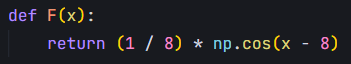 def F(x):
    return (1 / 8) * np.cos(x - 8)